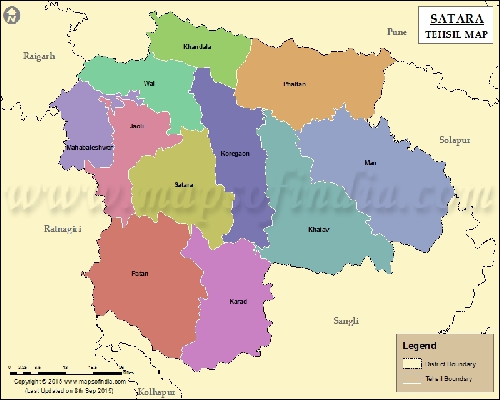 SATARA
TEHSIL MAP
Pune
Raigarh
Khandala
Wai
Phaltan
Mahabaleshwar
Jaoli
Koregaon
Man
Solapur
Satara
www.mapsofindia.com
Ratnagiri
Khatav
Patan
Karad
Sangli
Legend
District Boundary
Tehsil Boundary
Copyright © 2015 www.mapsofindia.com
(Last Updated on 8th Sep 2015)
Kolhapur